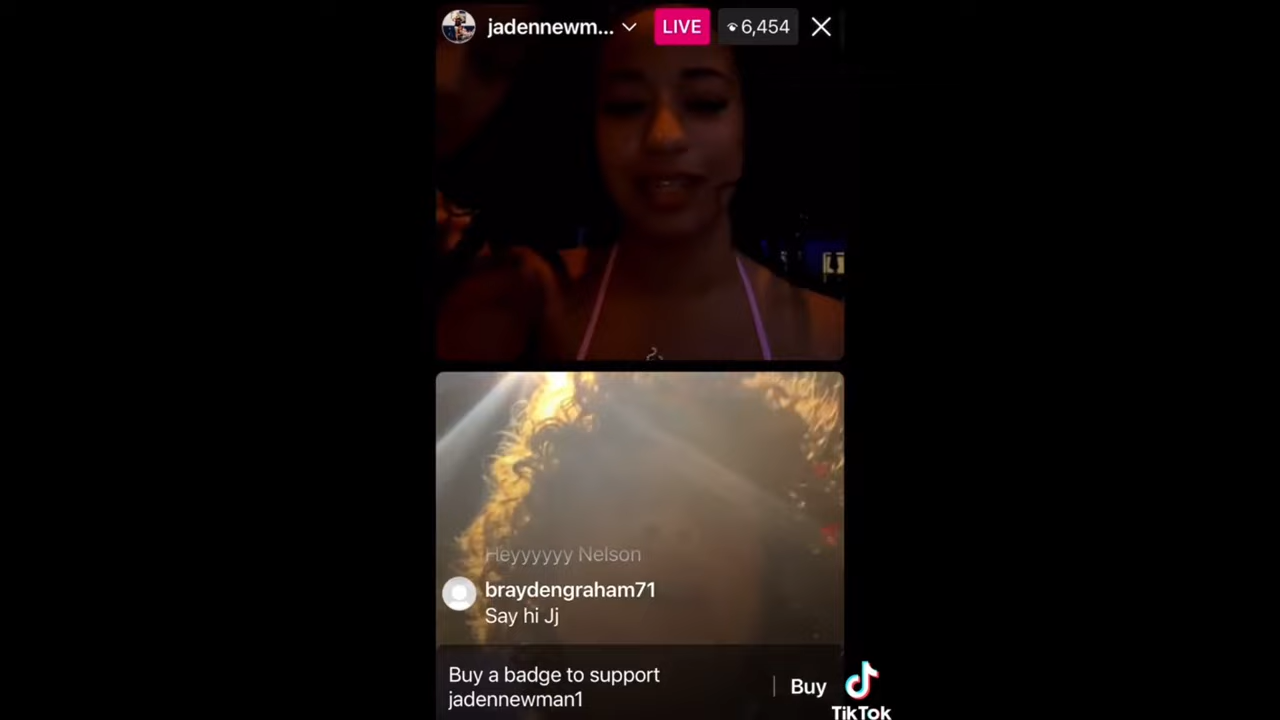 jadennewm...
LIVE
6,454
Heyyyyyy Nelson
braydengraham71
Say hi Jj
Buy a badge to support
jadennewman1
Buy
TikTok